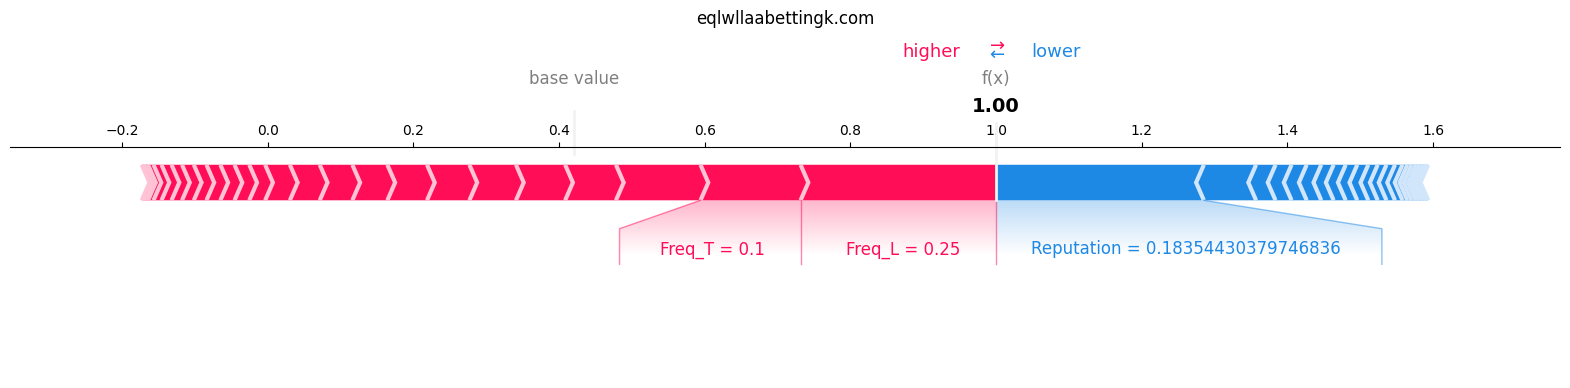 eqlwllaabettingk.com
higher → ← lower
base value f(x)
1.00
−0.2 0.0 0.2 0.4 0.6 0.8 1.0 1.2 1.4 1.6
Freq_T = 0.1 Freq_L = 0.25 Reputation = 0.18354430379746836